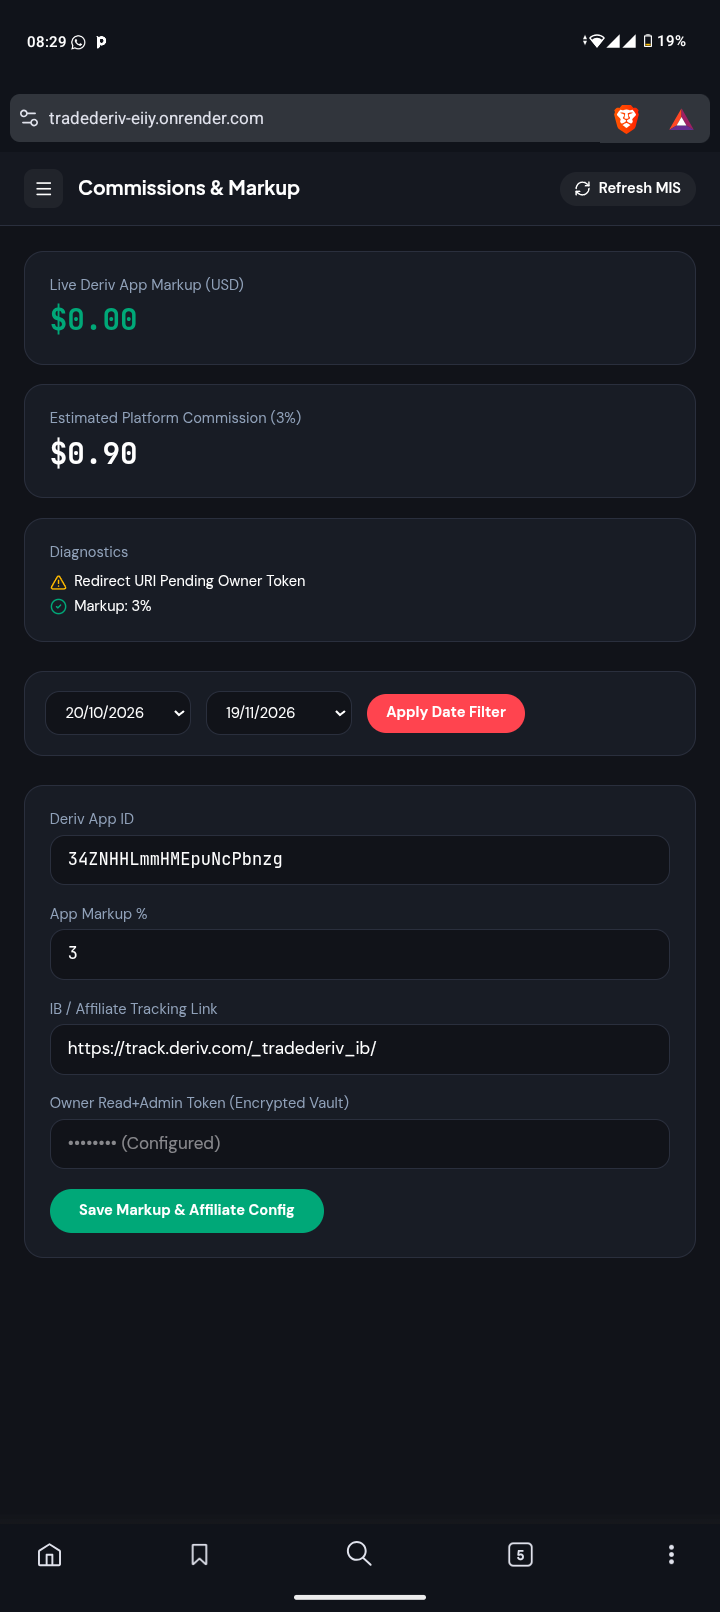 08:29
19%
tradederiv-eiiy.onrender.com
Commissions & Markup
Refresh MIS
Live Deriv App Markup (USD)
$0.00
Estimated Platform Commission (3%)
$0.90
Diagnostics
Redirect URI Pending Owner Token
Markup: 3%
20/10/2026
19/11/2026
Apply Date Filter
Deriv App ID
34ZNHHLmmHMEpuNcPbnzg
App Markup %
3
IB / Affiliate Tracking Link
https://track.deriv.com/_tradederiv_ib/
Owner Read+Admin Token (Encrypted Vault)
•••••••• (Configured)
Save Markup & Affiliate Config
5